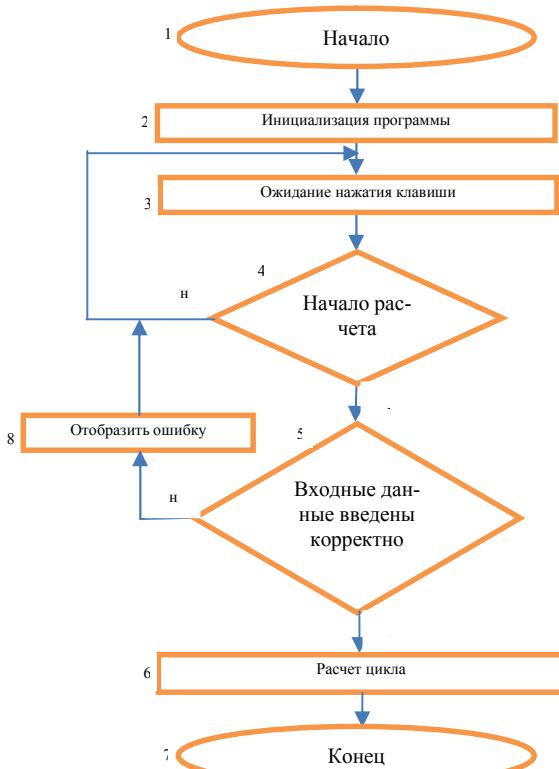 1
Начало
2
Инициализация программы
3
Ожидание нажатия клавиши
4
н
Начало рас-
чета
5
8
Отобразить ошибку
н
Входные дан-
ные введены
корректно
6
Расчет цикла
7
Конец